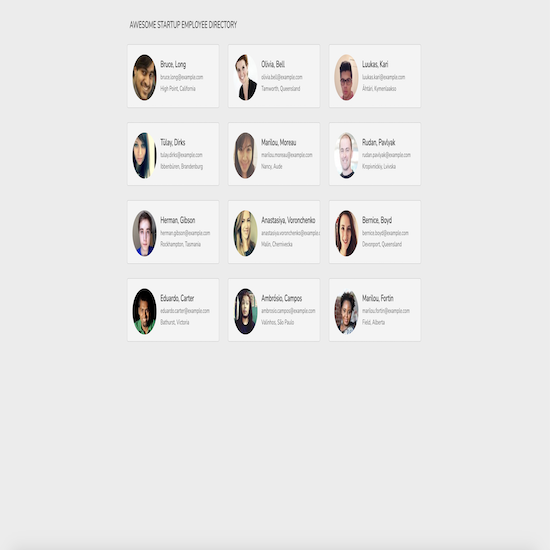 AWESOME STARTUP EMPLOYEE DIRECTORY
Bruce, Long
bruce.long@example.com
High Point, California
Olivia, Bell
olivia.bell@example.com
Tamworth, Queensland
Luukas, Kari
luukas.kari@example.com
Ähtäri, Kymenlaakso
Tülay, Dirks
tulay.dirks@example.com
Ibbenbüren, Brandenburg
Marilou, Moreau
marilou.moreau@example.com
Nancy, Aude
Rudan, Pavlyak
rudan.pavlyak@example.com
Kropivnickiy, Lvivska
Herman, Gibson
herman.gibson@example.com
Rockhampton, Tasmania
Anastasiya, Voronchenko
anastasiya.voronchenko@example.c
Malin, Chernivecka
Bernice, Boyd
bernice.boyd@example.com
Devonport, Queensland
Eduardo, Carter
eduardo.carter@example.com
Bathurst, Victoria
Ambrósio, Campos
ambrosio.campos@example.com
Valinhos, São Paulo
Marilou, Fortin
marilou.fortin@example.com
Field, Alberta